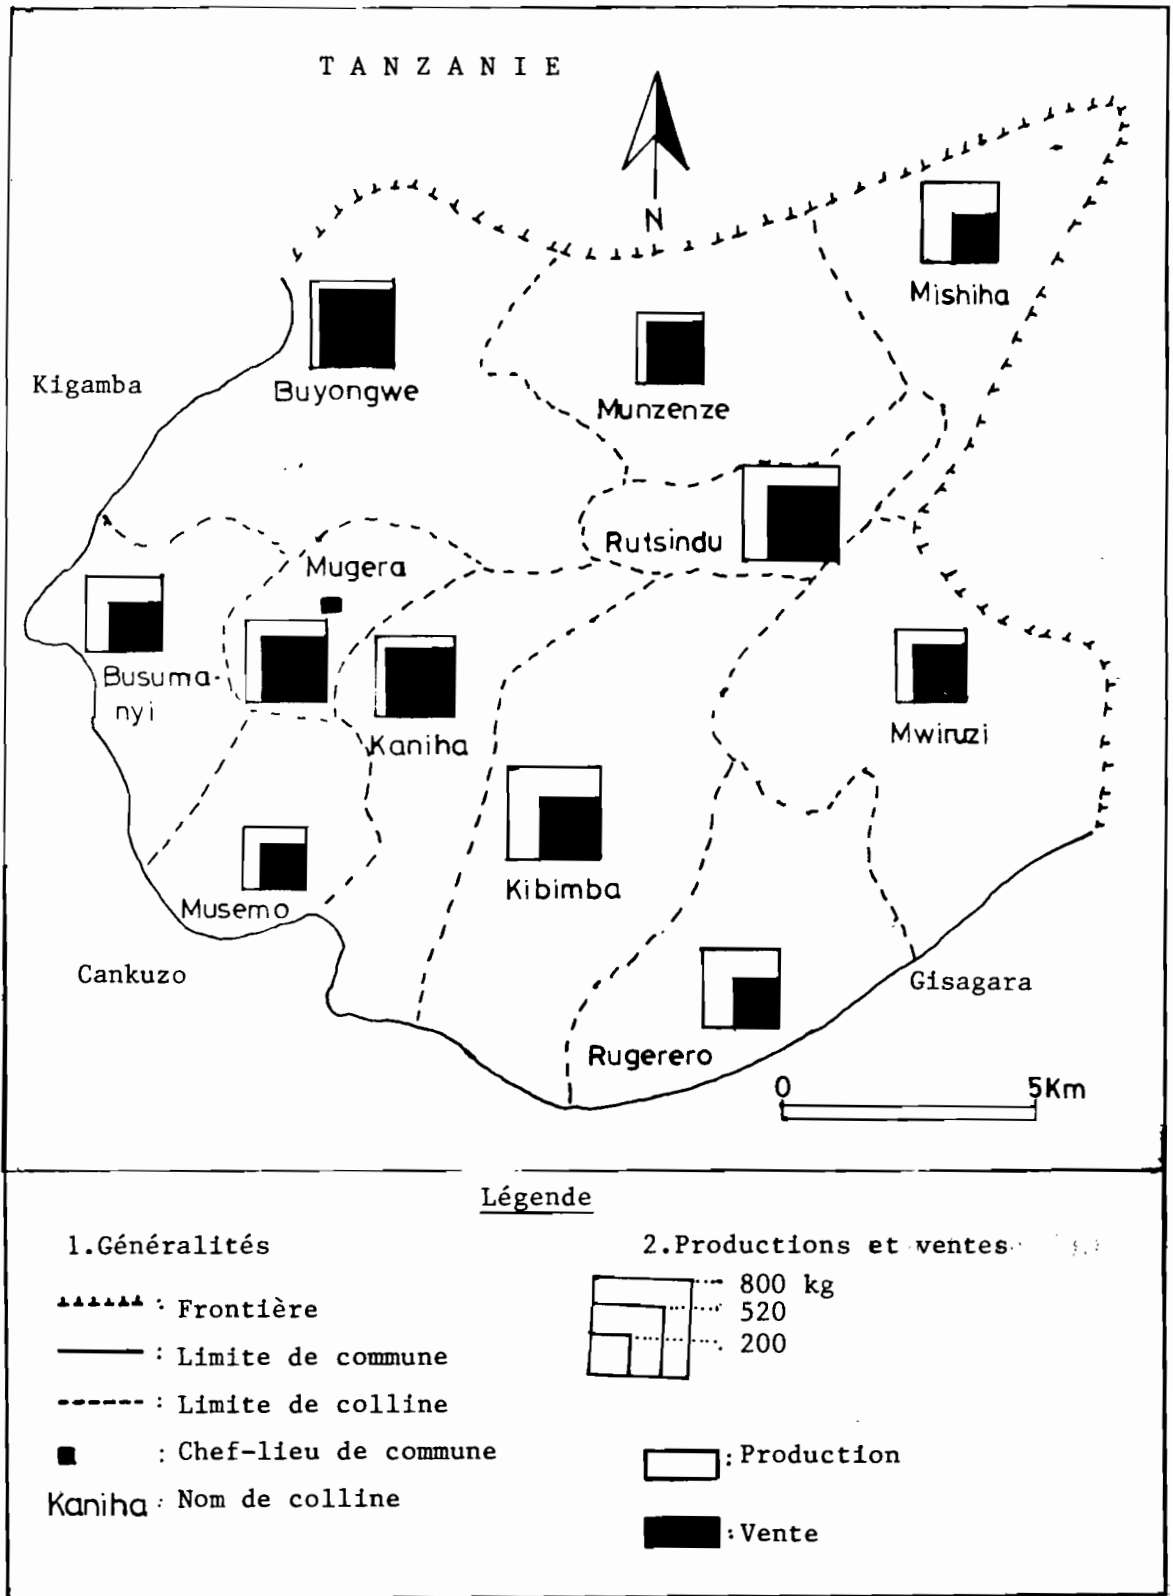 TANZANIE
N
Mishiha
Kigamba
Buyongwe
Munzenze
Rutsindu
Mugera
Busuma-
nyi
Kaniha
Mwiruzi
Kibimba
Musemo
Cankuzo
Gisagara
Rugerero
0 5Km
Légende
1.Généralités
: Frontière
: Limite de commune
: Limite de colline
: Chef-lieu de commune
Kaniha : Nom de colline
2.Productions et ventes
800 kg
520
200
: Production
: Vente